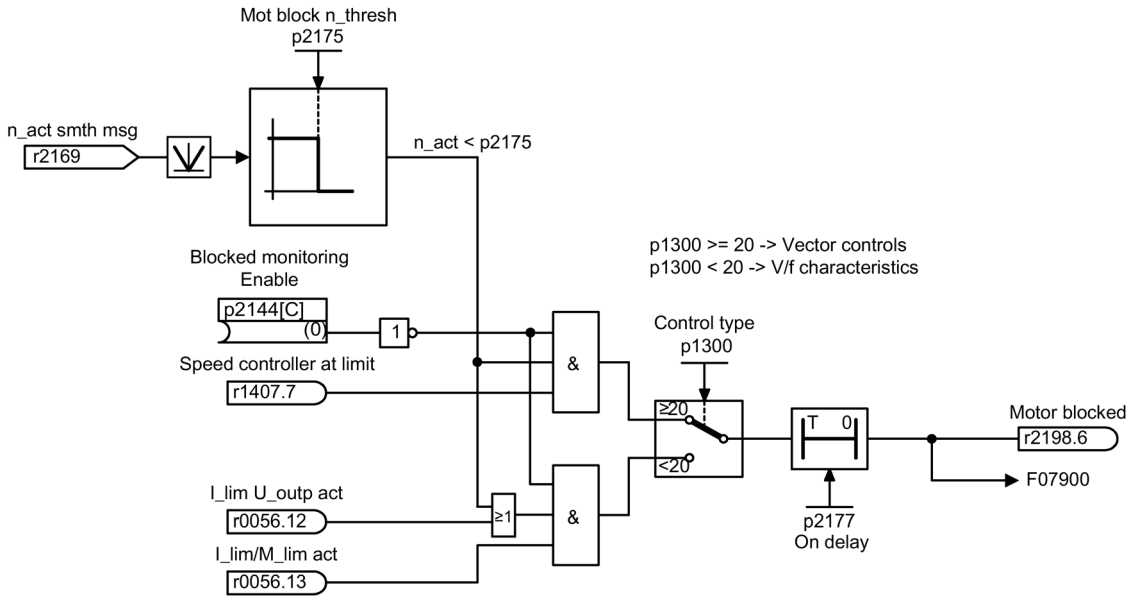 Mot block n_thresh
p2175
n_act smth msg
r2169
n_act < p2175
Blocked monitoring
Enable
p2144[C]
(0)
1
Speed controller at limit
r1407.7
&
p1300 >= 20 -> Vector controls
p1300 < 20 -> V/f characteristics
Control type
p1300
≥20
<20
T 0
Motor blocked
r2198.6
F07900
p2177
On delay
I_lim U_outp act
r0056.12
≥1
&
I_lim/M_lim act
r0056.13